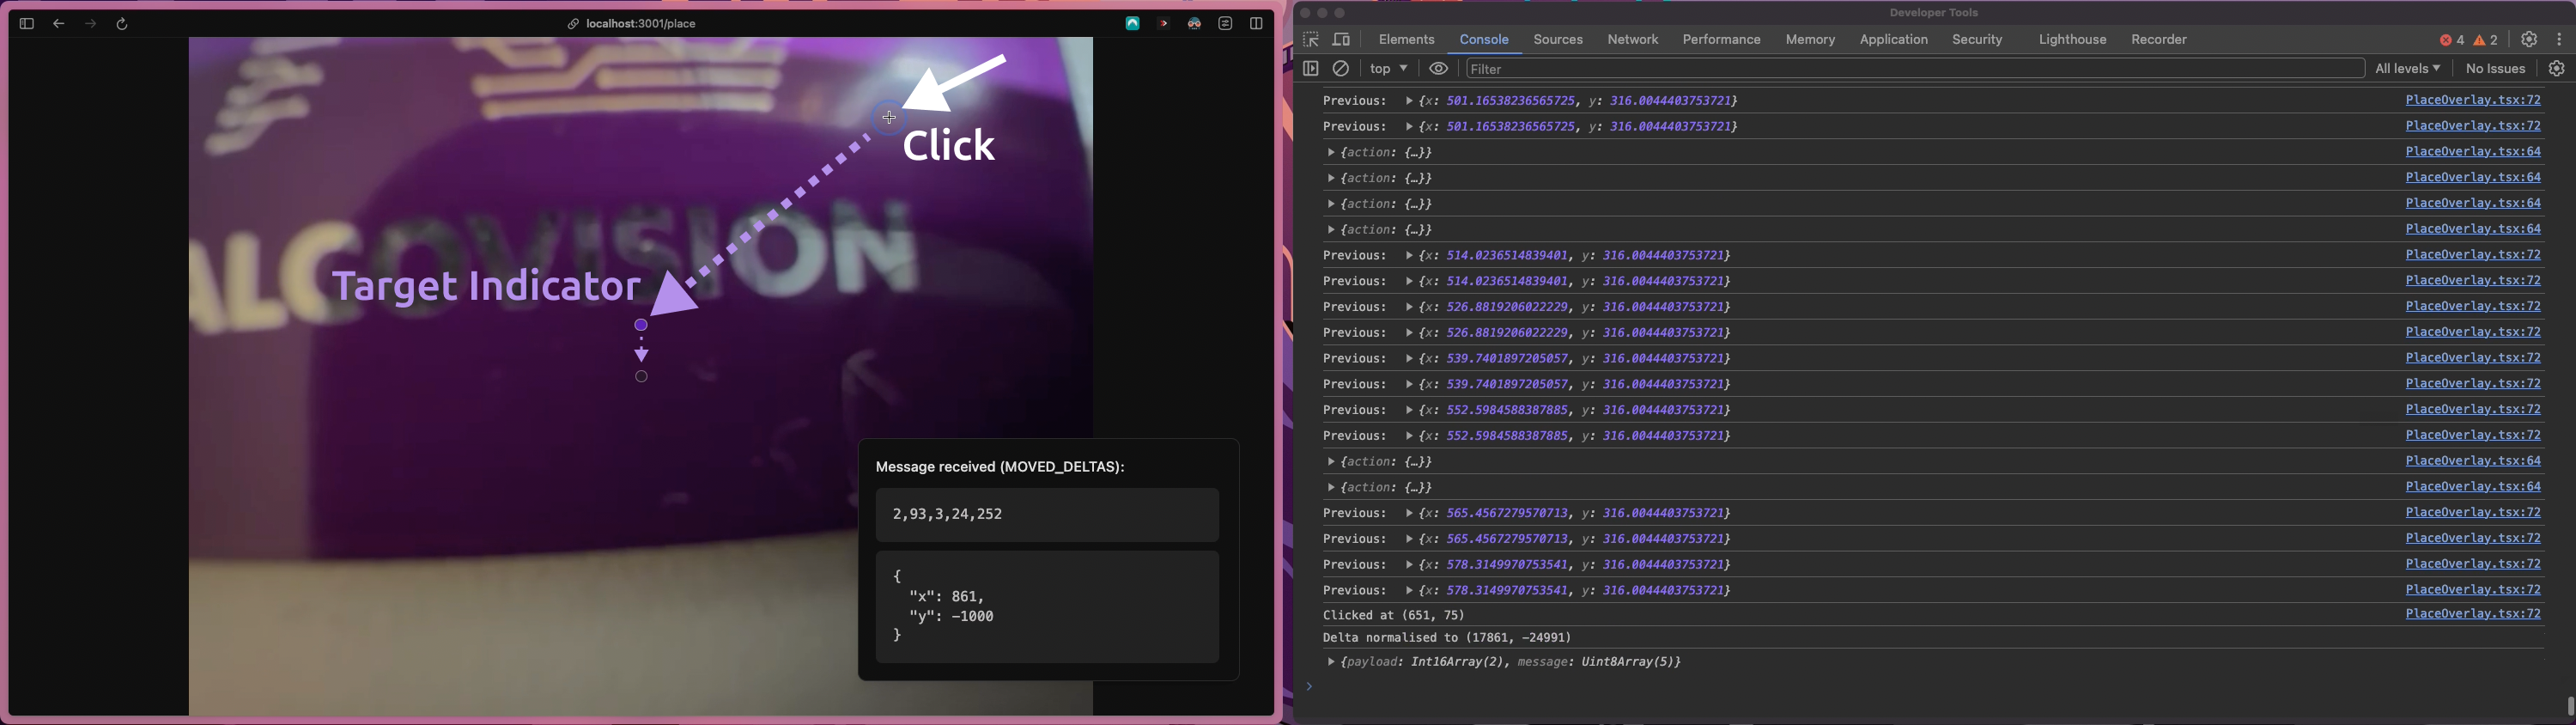 localhost:3001/place
Click
ALCOVISION
Target Indicator
Message received (MOVED_DELTAS):
2,93,3,24,252
{
"x": 861,
"y": −1000
}
Developer Tools
Elements Console Sources Network Performance Memory Application Security Lighthouse Recorder 4 2
top Filter All levels No Issues
Previous: {x: 501.16538236565725, y: 316.0044403753721} PlaceOverlay.tsx:72
Previous: {x: 501.16538236565725, y: 316.0044403753721} PlaceOverlay.tsx:72
{action: {…}} PlaceOverlay.tsx:64
{action: {…}} PlaceOverlay.tsx:64
{action: {…}} PlaceOverlay.tsx:64
{action: {…}} PlaceOverlay.tsx:64
Previous: {x: 514.0236514839401, y: 316.0044403753721} PlaceOverlay.tsx:72
Previous: {x: 514.0236514839401, y: 316.0044403753721} PlaceOverlay.tsx:72
Previous: {x: 526.8819206022229, y: 316.0044403753721} PlaceOverlay.tsx:72
Previous: {x: 526.8819206022229, y: 316.0044403753721} PlaceOverlay.tsx:72
Previous: {x: 539.7401897205057, y: 316.0044403753721} PlaceOverlay.tsx:72
Previous: {x: 539.7401897205057, y: 316.0044403753721} PlaceOverlay.tsx:72
Previous: {x: 552.5984588387885, y: 316.0044403753721} PlaceOverlay.tsx:72
Previous: {x: 552.5984588387885, y: 316.0044403753721} PlaceOverlay.tsx:72
{action: {…}} PlaceOverlay.tsx:64
{action: {…}} PlaceOverlay.tsx:64
Previous: {x: 565.4567279570713, y: 316.0044403753721} PlaceOverlay.tsx:72
Previous: {x: 565.4567279570713, y: 316.0044403753721} PlaceOverlay.tsx:72
Previous: {x: 578.3149970753541, y: 316.0044403753721} PlaceOverlay.tsx:72
Previous: {x: 578.3149970753541, y: 316.0044403753721} PlaceOverlay.tsx:72
Clicked at (651, 75) PlaceOverlay.tsx:72
Delta normalised to (17861, −24991)
{payload: Int16Array(2), message: Uint8Array(5)}